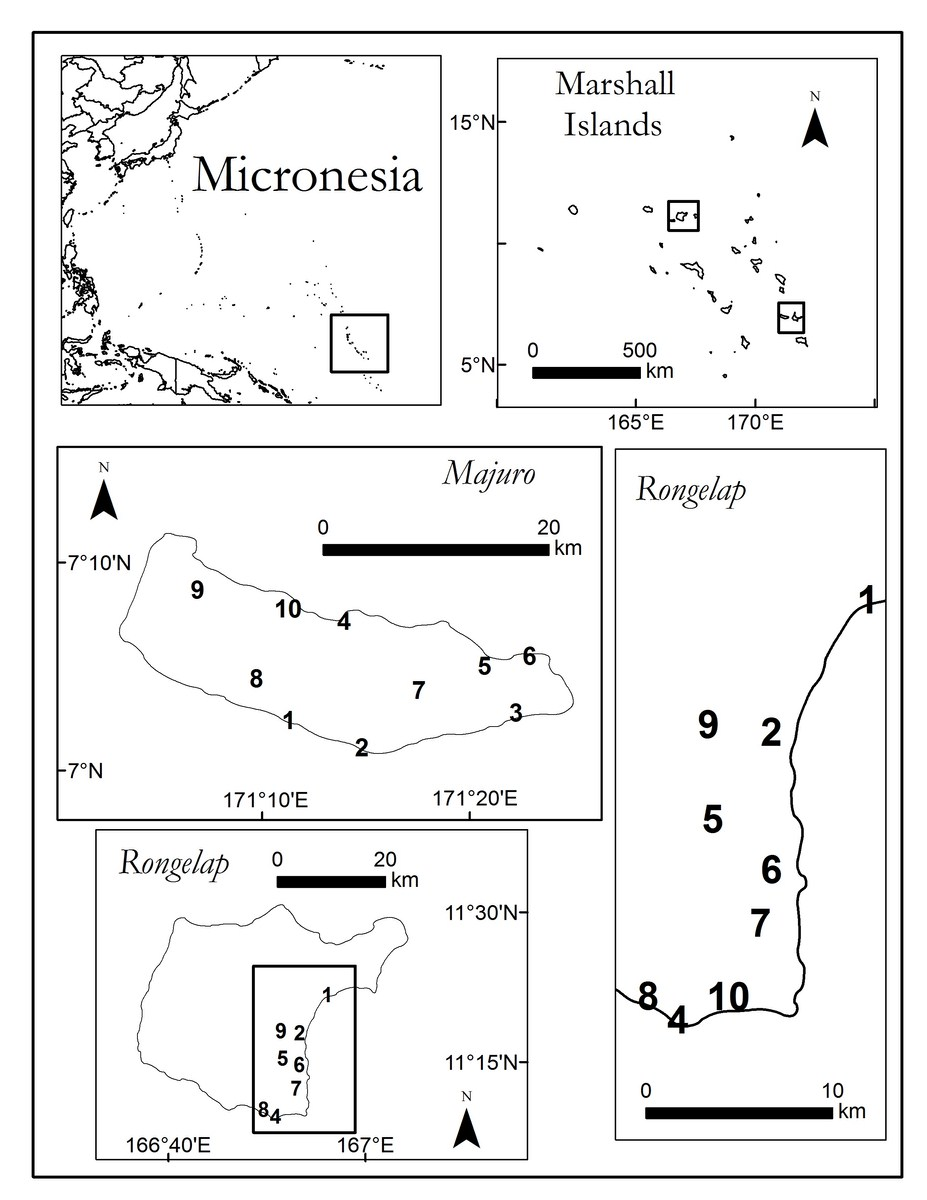 Micronesia
Marshall
Islands
N
15°N
5°N
0 500
km
165°E 170°E
N
Majuro
0 20
km
7°10'N
7°N
9
10
4
6
5
8
7
3
1
2
171°10'E 171°20'E
Rongelap
1
9 2
5
6
7
8 10
4
0 10
km
Rongelap
0 20
km
11°30'N
11°15'N
1
9 2
5 6
7
8 4
N
166°40'E 167°E